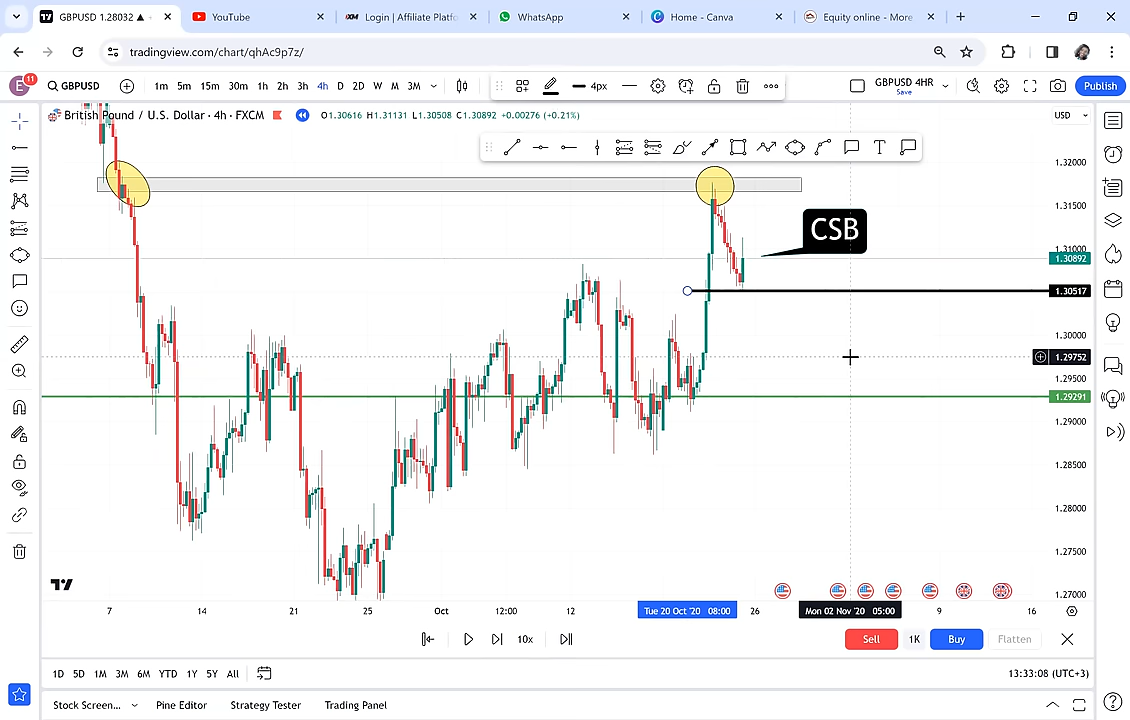 GBPUSD 1.28032 ▲
YouTube
XM Login | Affiliate Platfo
WhatsApp
Home - Canva
Equity online - More
tradingview.com/chart/qhAc9p7z/
E 11 GBPUSD 1m 5m 15m 30m 1h 2h 3h 4h D 2D W M 3M 4px GBPUSD 4HR Save Publish
British Pound / U.S. Dollar · 4h · FXCM O1.30616 H1.31131 L1.30508 C1.30892 +0.00276 (+0.21%) USD
1.32000
1.31500
CSB
1.31000
1.30892
1.30517
1.30000
1.29752
1.29500
1.29291
1.29000
1.28500
1.28000
1.27500
1.27000
7 14 21 25 Oct 12:00 12 Tue 20 Oct '20 08:00 26 Mon 02 Nov '20 05:00 9 16
10x Sell 1K Buy Flatten
1D 5D 1M 3M 6M YTD 1Y 5Y All 13:33:08 (UTC+3)
Stock Screen... Pine Editor Strategy Tester Trading Panel